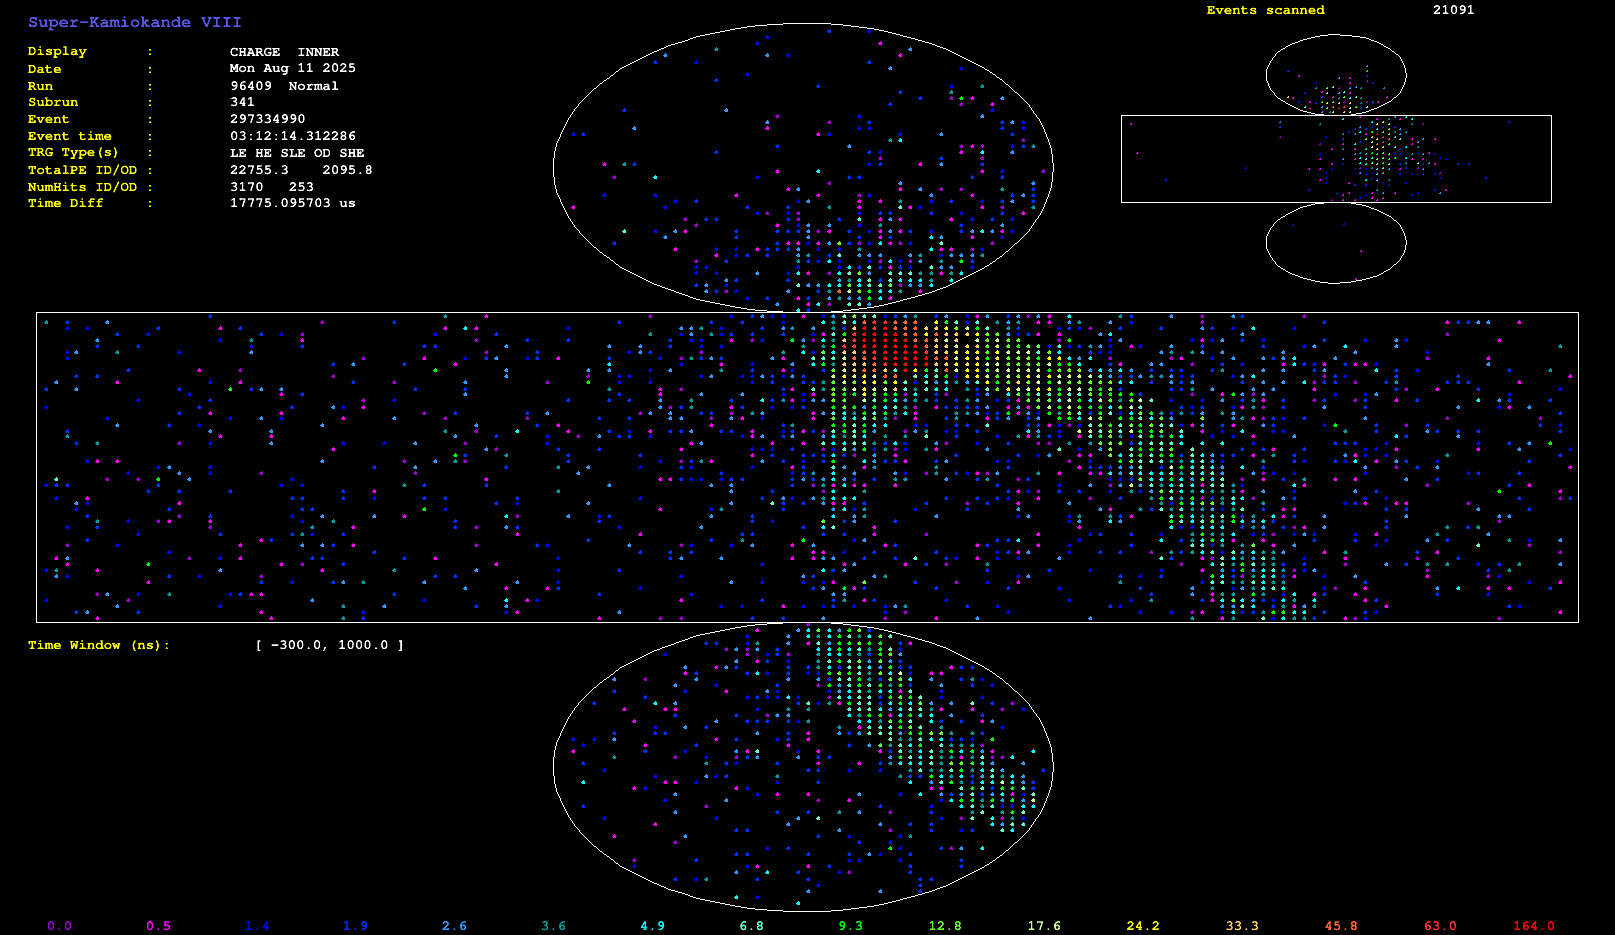 Super-Kamiokande VIII
Events scanned 21091
Display : CHARGE INNER
Date : Mon Aug 11 2025
Run : 96409 Normal
Subrun : 341
Event : 297334990
Event time : 03:12:14.312286
TRG Type(s) : LE HE SLE OD SHE
TotalPE ID/OD : 22755.3 2095.8
NumHits ID/OD : 3170 253
Time Diff : 17775.095703 us
Time Window (ns): [ -300.0, 1000.0 ]
0.0 0.5 1.4 1.9 2.6 3.6 4.9 6.8 9.3 12.8 17.6 24.2 33.3 45.8 63.0 164.0